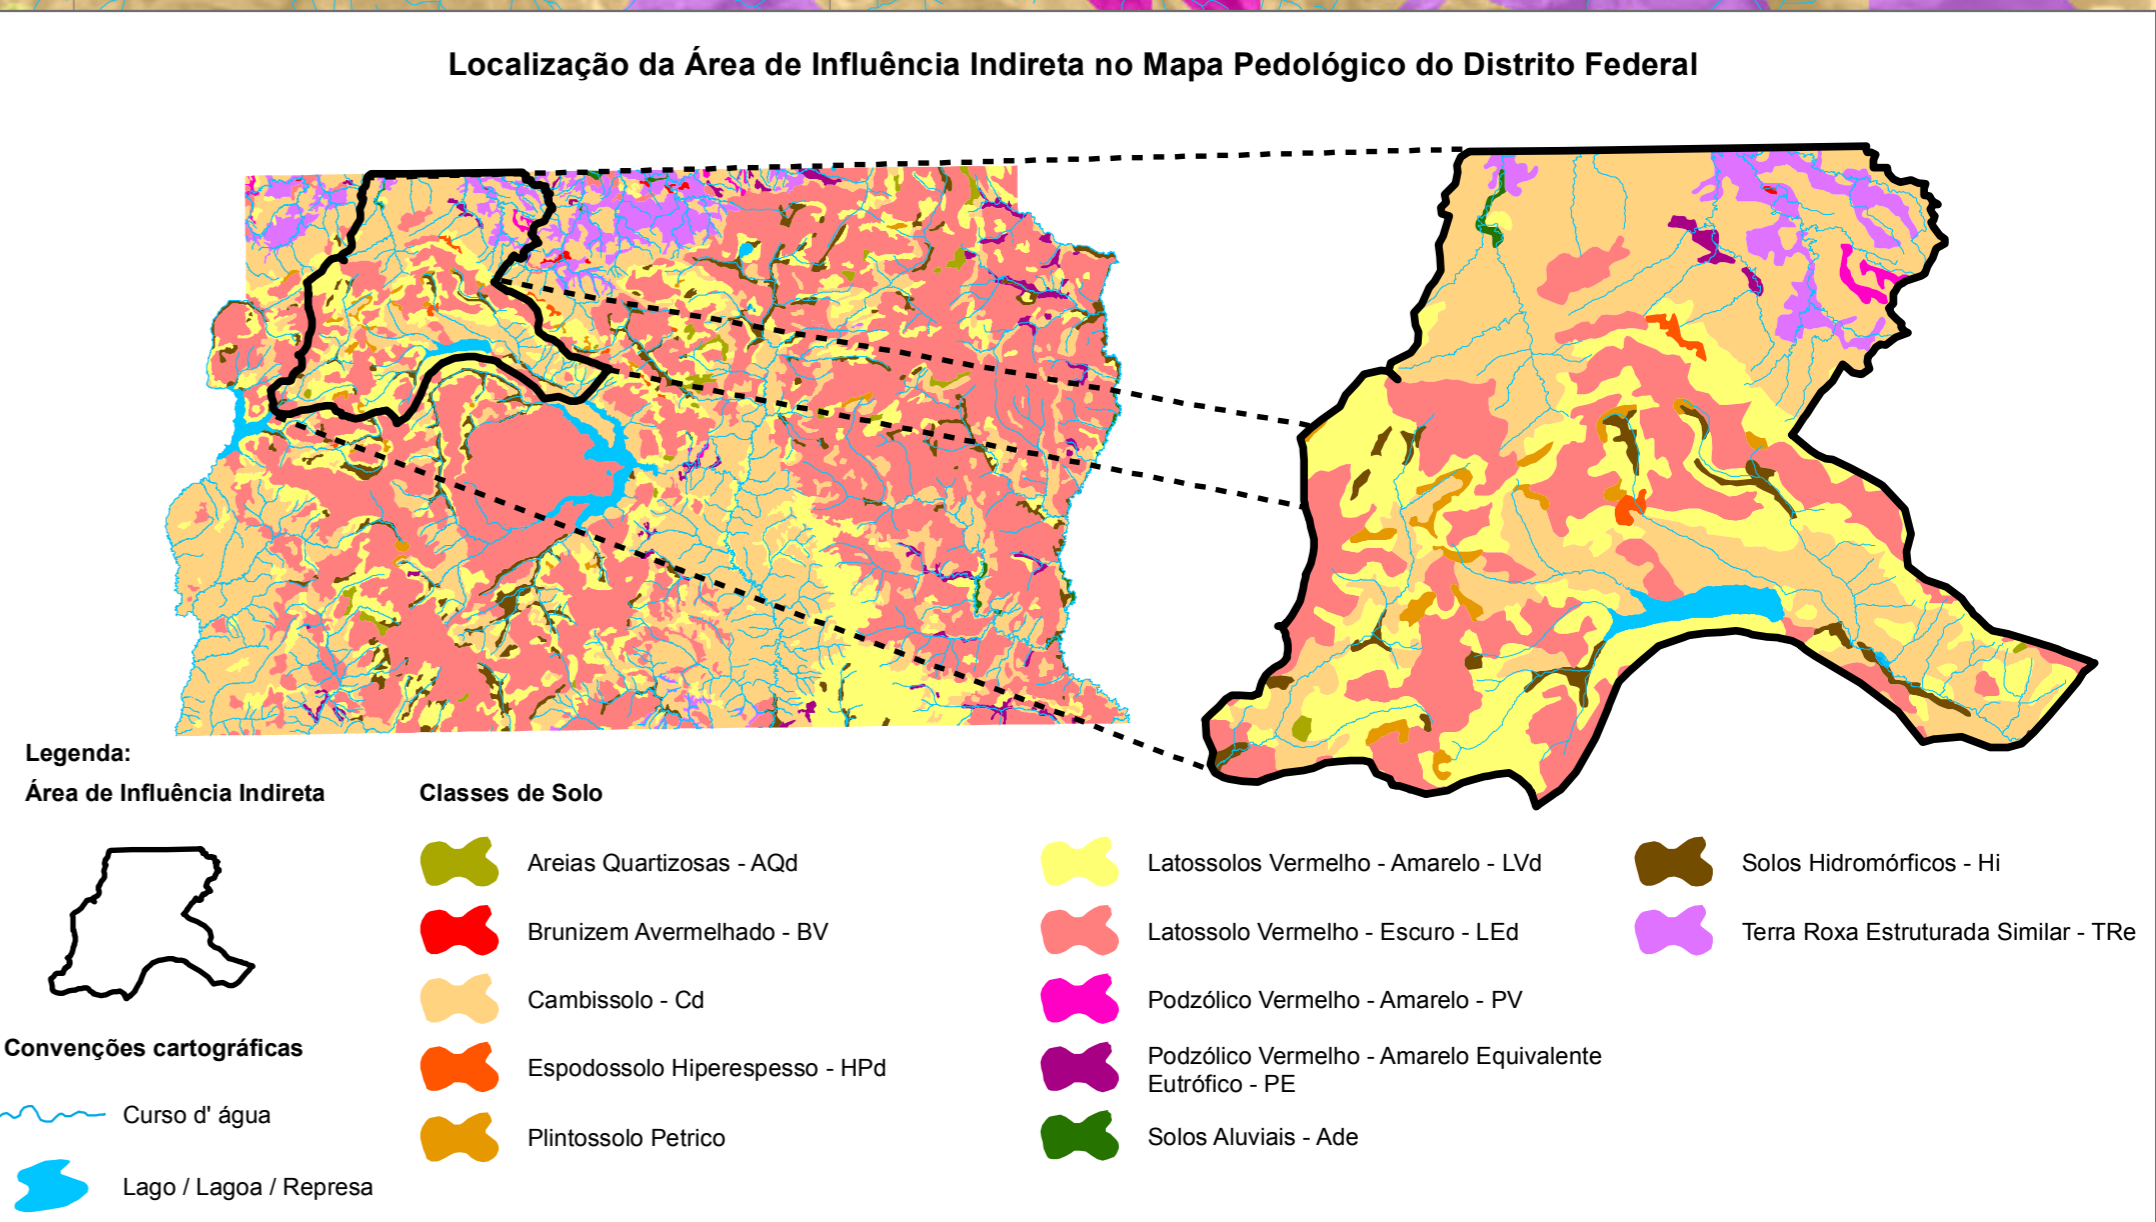 Localização da Área de Influência Indireta no Mapa Pedológico do Distrito Federal
Legenda:
Área de Influência Indireta
Convenções cartográficas
Curso d' água
Lago / Lagoa / Represa
Classes de Solo
Areias Quartizosas - AQd
Brunizem Avermelhado - BV
Cambissolo - Cd
Espodossolo Hiperespesso - HPd
Plintossolo Petrico
Latossolos Vermelho - Amarelo - LVd
Latossolo Vermelho - Escuro - LEd
Podzólico Vermelho - Amarelo - PV
Podzólico Vermelho - Amarelo Equivalente
Eutrófico - PE
Solos Aluviais - Ade
Solos Hidromórficos - Hi
Terra Roxa Estruturada Similar - TRe